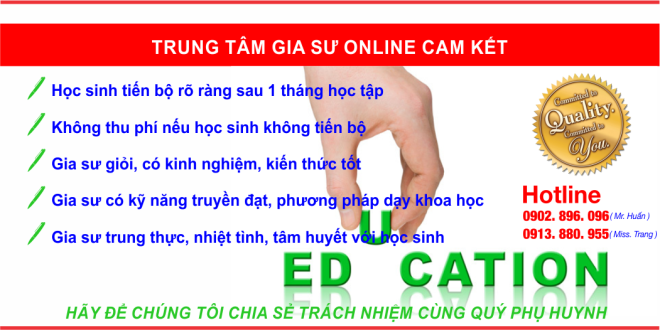 TRUNG TÂM GIA SƯ ONLINE CAM KẾT
Học sinh tiến bộ rõ ràng sau 1 tháng học tập
Không thu phí nếu học sinh không tiến bộ
Gia sư giỏi, có kinh nghiệm, kiến thức tốt
Gia sư có kỹ năng truyền đạt, phương pháp dạy khoa học
Gia sư trung thực, nhiệt tình, tâm huyết với học sinh
Committed to
Quality.
Committed to
You.
Hotline
0902. 896. 096 ( Mr. Huấn )
0913. 880. 955 ( Miss. Trang )
EDUCATION
HÃY ĐỂ CHÚNG TÔI CHIA SẺ TRÁCH NHIỆM CÙNG QUÝ PHỤ HUYNH